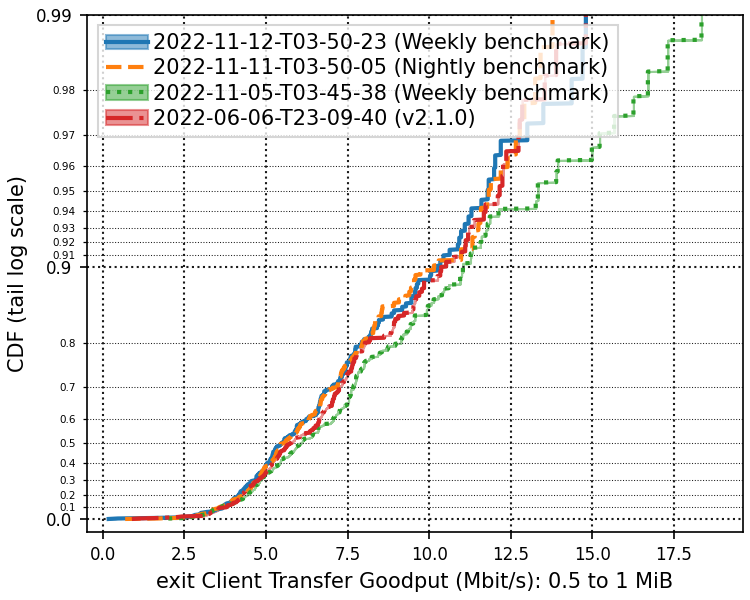 0.99
2022-11-12-T03-50-23 (Weekly benchmark)
2022-11-11-T03-50-05 (Nightly benchmark)
2022-11-05-T03-45-38 (Weekly benchmark)
2022-06-06-T23-09-40 (v2.1.0)
0.98
0.97
0.96
0.95
0.94
0.93
0.92
0.91
0.9
0.8
0.7
0.6
0.5
0.4
0.3
0.2
0.1
0.0
CDF (tail log scale)
0.0 2.5 5.0 7.5 10.0 12.5 15.0 17.5
exit Client Transfer Goodput (Mbit/s): 0.5 to 1 MiB